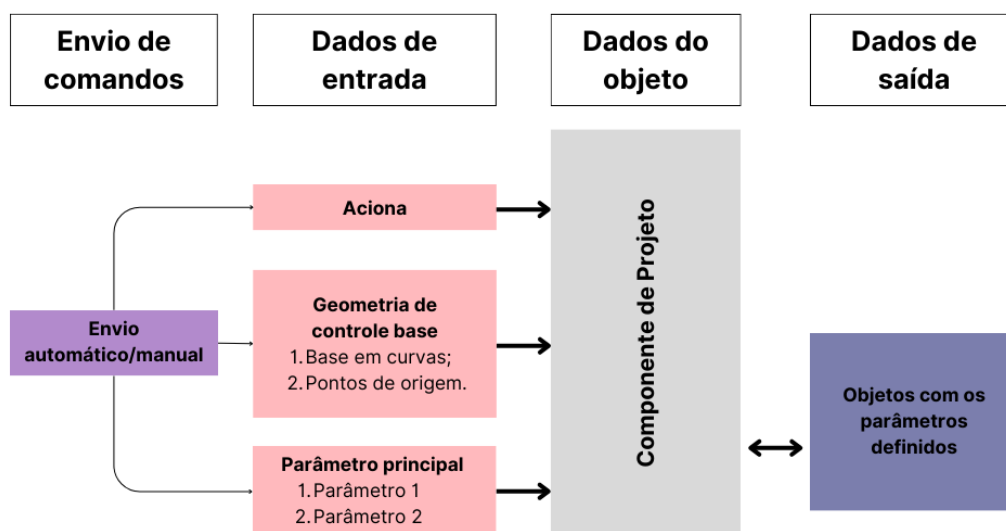 Envio de
comandos
Dados de
entrada
Dados do
objeto
Dados de
saída
Aciona
Envio
automático/manual
Geometria de
controle base
1. Base em curvas;
2. Pontos de origem.
Parâmetro principal
1. Parâmetro 1
2. Parâmetro 2
Componente de Projeto
Objetos com os
parâmetros
definidos